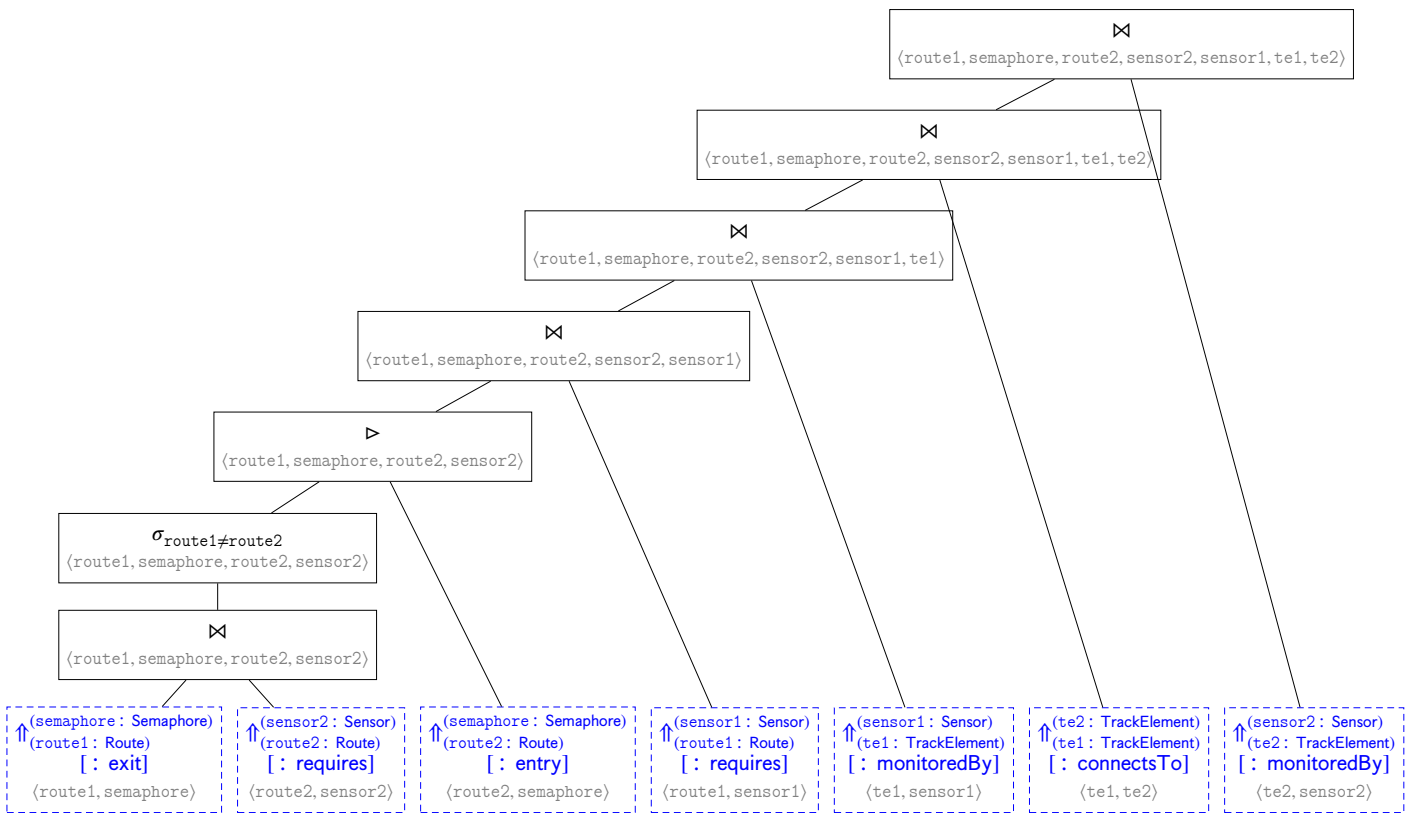 ⋈
⟨route1, semaphore, route2, sensor2, sensor1, te1, te2⟩
⋈
⟨route1, semaphore, route2, sensor2, sensor1, te1, te2⟩
⋈
⟨route1, semaphore, route2, sensor2, sensor1, te1⟩
⋈
⟨route1, semaphore, route2, sensor2, sensor1⟩
▷
⟨route1, semaphore, route2, sensor2⟩
σroute1≠route2
⟨route1, semaphore, route2, sensor2⟩
⋈
⟨route1, semaphore, route2, sensor2⟩
⇑(semaphore: Semaphore)
(route1: Route)
[: exit]
⟨route1, semaphore⟩
⇑(sensor2: Sensor)
(route2: Route)
[: requires]
⟨route2, sensor2⟩
⇑(semaphore: Semaphore)
(route2: Route)
[: entry]
⟨route2, semaphore⟩
⇑(sensor1: Sensor)
(route1: Route)
[: requires]
⟨route1, sensor1⟩
⇑(sensor1: Sensor)
(te1: TrackElement)
[: monitoredBy]
⟨te1, sensor1⟩
⇑(te2: TrackElement)
(te1: TrackElement)
[: connectsTo]
⟨te1, te2⟩
⇑(sensor2: Sensor)
(te2: TrackElement)
[: monitoredBy]
⟨te2, sensor2⟩